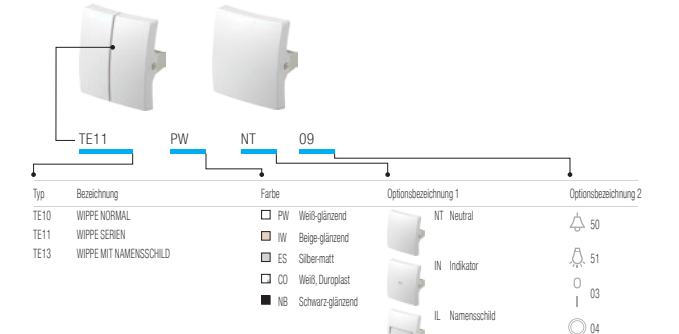 TE11 PW NT 09
Typ Bezeichnung Farbe Optionsbezeichnung 1 Optionsbezeichnung 2
TE10 WIPPE NORMAL
TE11 WIPPE SERIEN
TE13 WIPPE MIT NAMENSSCHILD
PW Weiß-glänzend
IW Beige-glänzend
ES Silber-matt
CO Weiß, Duroplast
NB Schwarz-glänzend
NT Neutral
IN Indikator
IL Namensschild
50
51
0
I 03
04